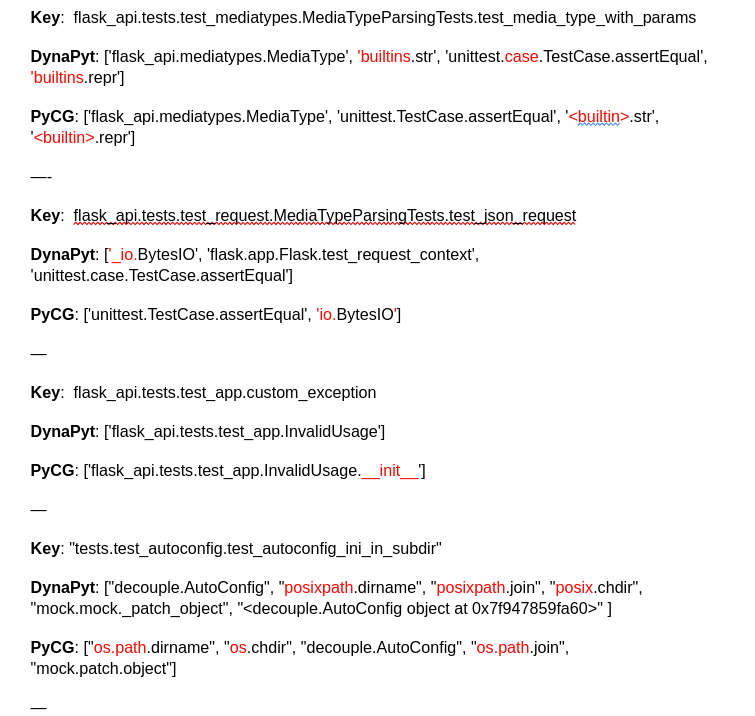 Key:  flask_api.tests.test_mediatypes.MediaTypeParsingTests.test_media_type_with_params
DynaPyt: ['flask_api.mediatypes.MediaType', 'builtins.str', 'unittest.case.TestCase.assertEqual',
'builtins.repr']
PyCG: ['flask_api.mediatypes.MediaType', 'unittest.TestCase.assertEqual', '<builtin>.str',
'<builtin>.repr']
—-
Key:  flask_api.tests.test_request.MediaTypeParsingTests.test_json_request
DynaPyt: ['_io.BytesIO', 'flask.app.Flask.test_request_context',
'unittest.case.TestCase.assertEqual']
PyCG: ['unittest.TestCase.assertEqual', 'io.BytesIO']
—
Key:  flask_api.tests.test_app.custom_exception
DynaPyt: ['flask_api.tests.test_app.InvalidUsage']
PyCG: ['flask_api.tests.test_app.InvalidUsage.__init__']
—
Key: "tests.test_autoconfig.test_autoconfig_ini_in_subdir"
DynaPyt: ["decouple.AutoConfig", "posixpath.dirname", "posixpath.join", "posix.chdir",
"mock.mock._patch_object", "<decouple.AutoConfig object at 0x7f947859fa60>" ]
PyCG: ["os.path.dirname", "os.chdir", "decouple.AutoConfig", "os.path.join",
"mock.patch.object"]
—